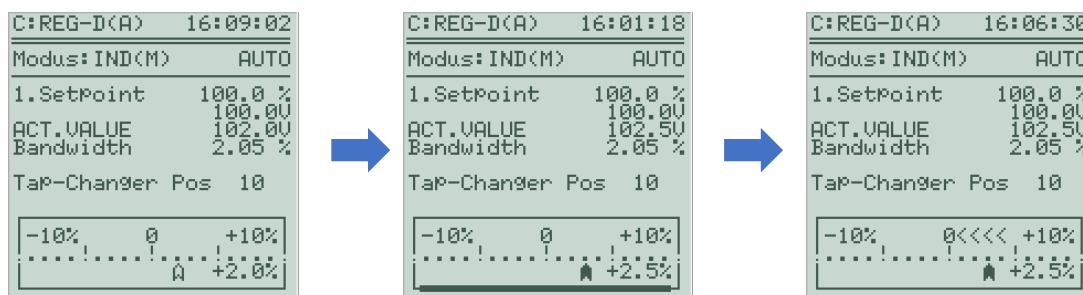 C:REG-D(A) 16:09:02
Modus:IND(M) AUTO
1.Setpoint 100.0 %
100.0V
ACT.VALUE 102.0V
Bandwidth 2.05 %
Tap-Changer Pos 10
-10% 0 +10%
+2.0%
C:REG-D(A) 16:01:18
Modus:IND(M) AUTO
1.Setpoint 100.0 %
100.0V
ACT.VALUE 102.5V
Bandwidth 2.05 %
Tap-Changer Pos 10
-10% 0 +10%
+2.5%
C:REG-D(A) 16:06:30
Modus:IND(M) AUTO
1.Setpoint 100.0 %
100.0V
ACT.VALUE 102.5V
Bandwidth 2.05 %
Tap-Changer Pos 10
-10% 0<<<< +10%
+2.5%